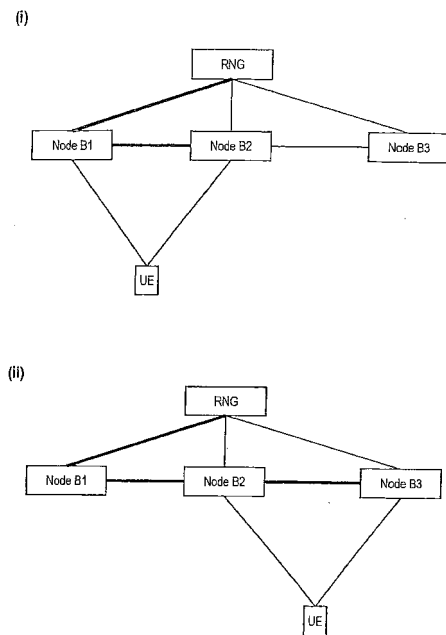 (i)
RNG
Node B1
Node B2
Node B3
UE
(ii)
RNG
Node B1
Node B2
Node B3
UE